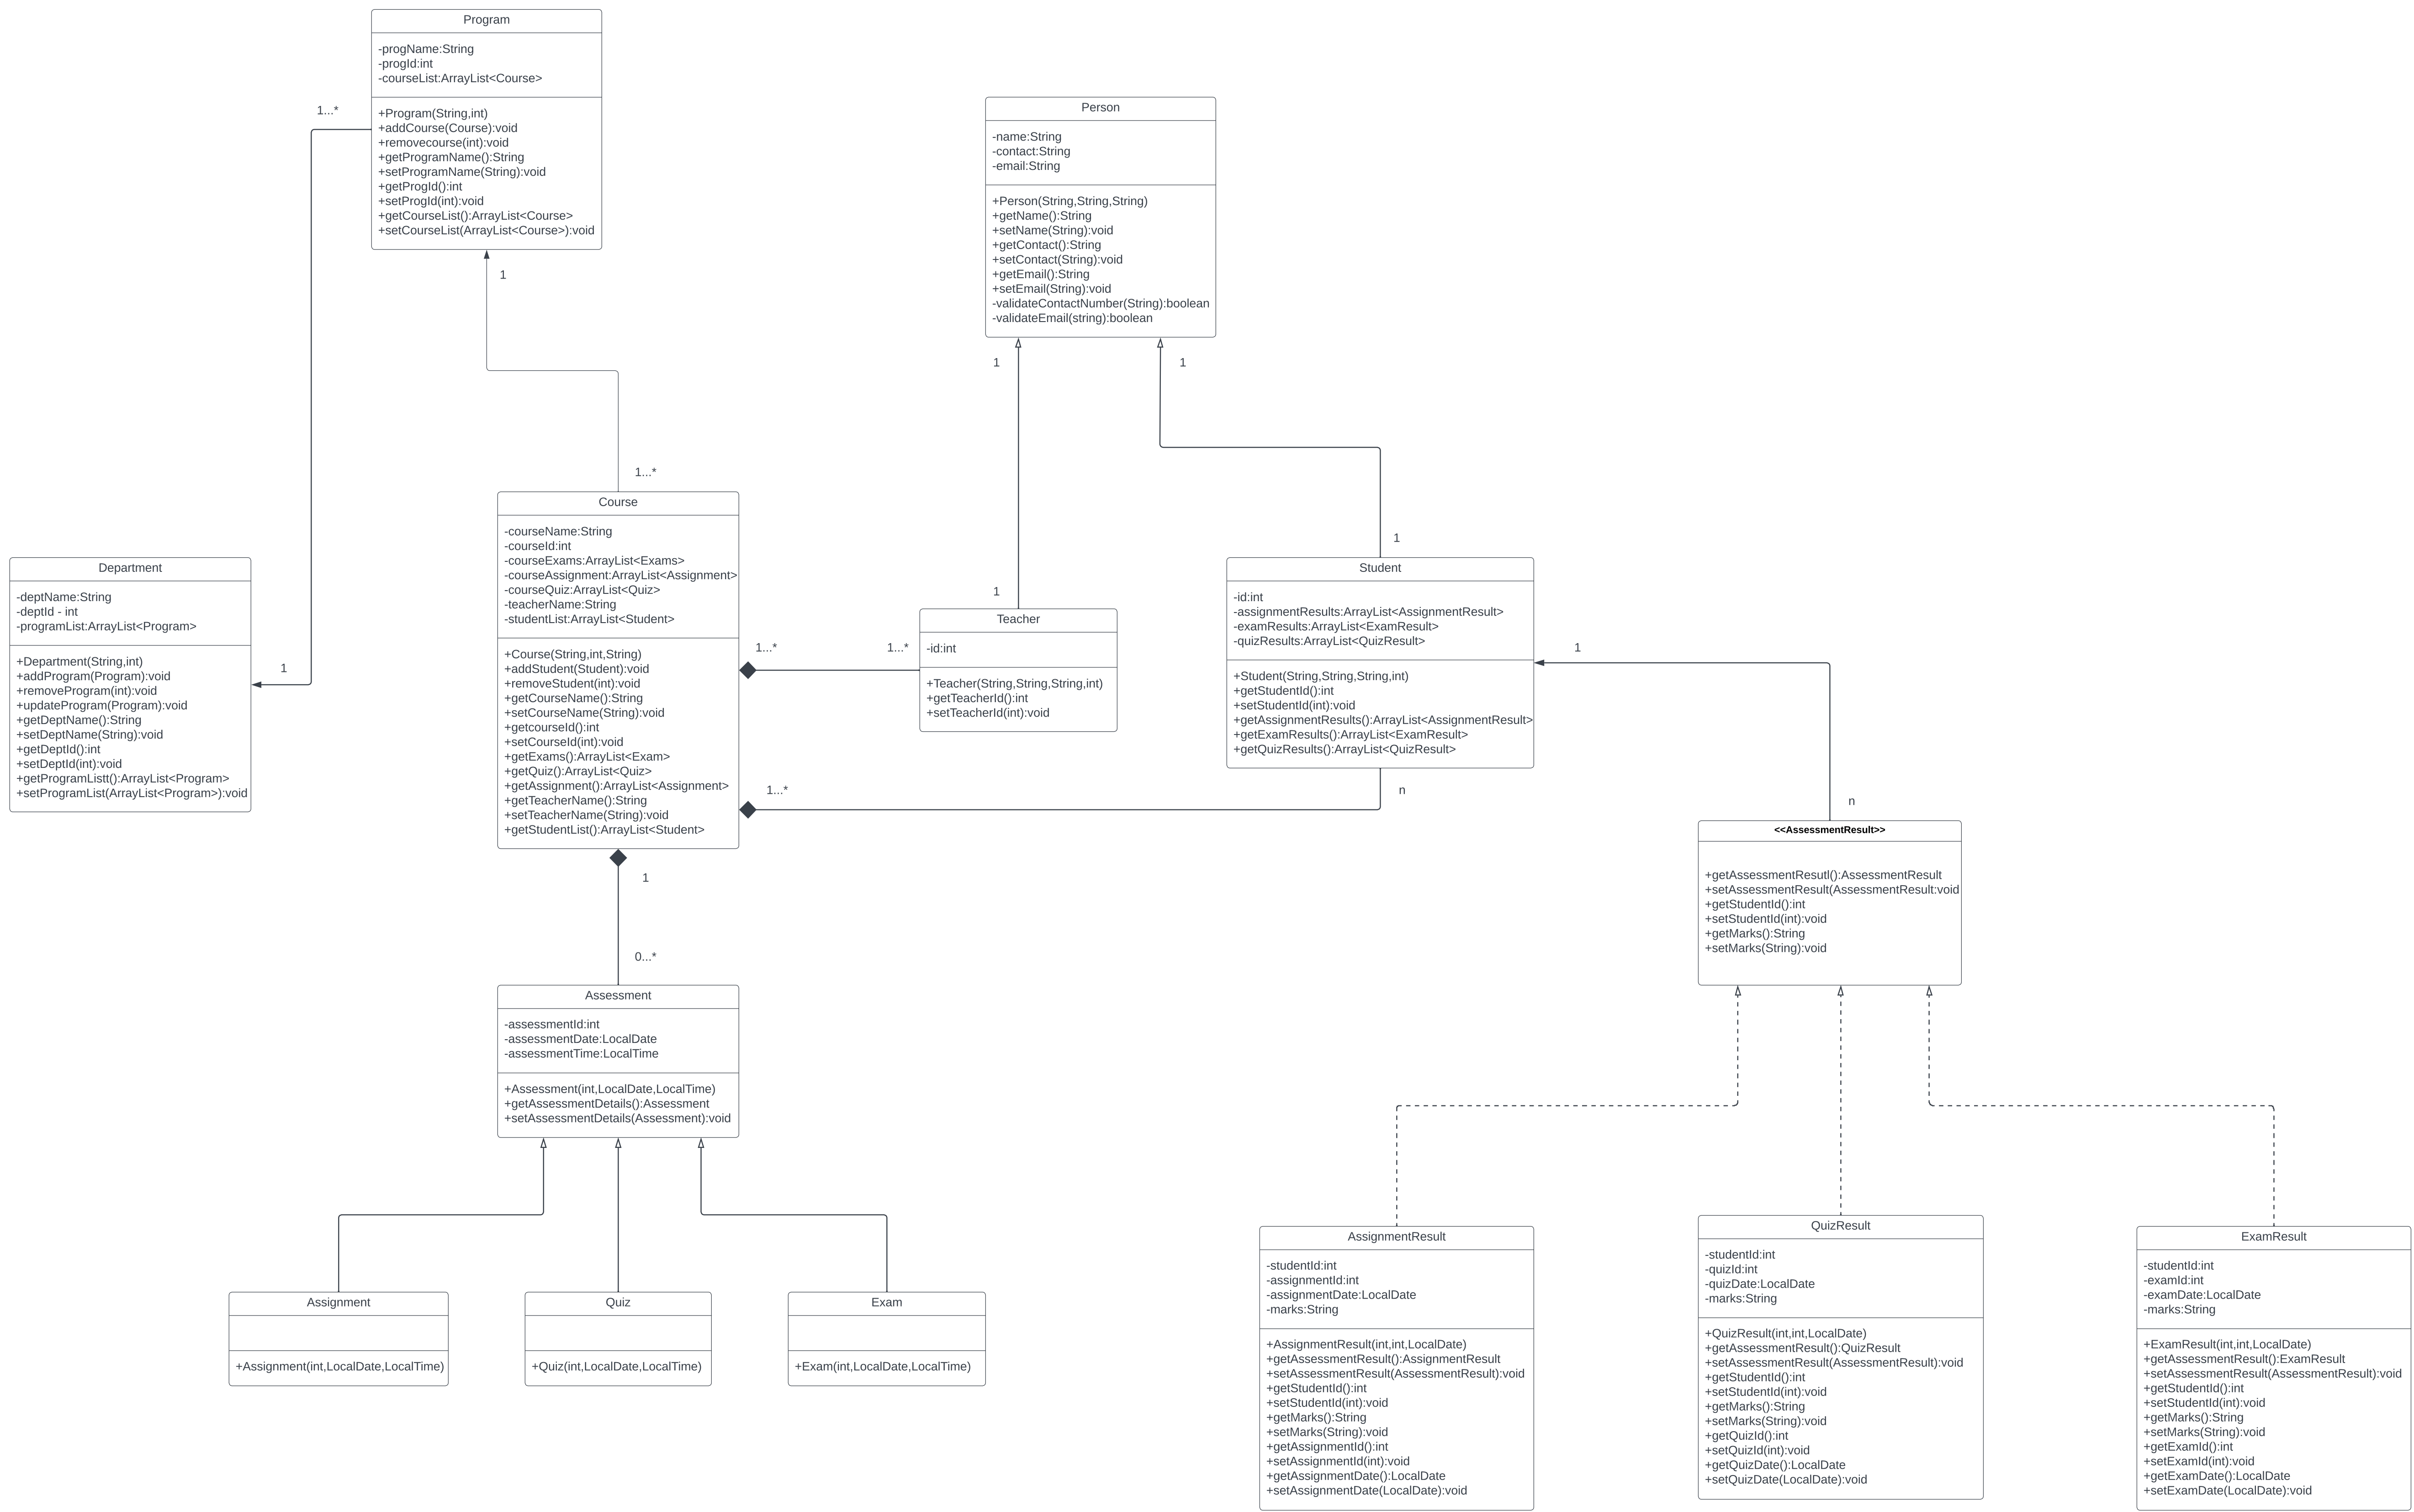 Program
-progName:String
-progId:int
-courseList:ArrayList<Course>
+Program(String,int)
+addCourse(Course):void
+removecourse(int):void
+getProgramName():String
+setProgramName(String):void
+getProgId():int
+setProgId(int):void
+getCourseList():ArrayList<Course>
+setCourseList(ArrayList<Course>):void
1...*
1
1...*
1
Person
-name:String
-contact:String
-email:String
+Person(String,String,String)
+getName():String
+setName(String):void
+getContact():String
+setContact(String):void
+getEmail():String
+setEmail(String):void
-validateContactNumber(String):boolean
-validateEmail(string):boolean
1
1
1
1
Department
-deptName:String
-deptId - int
-programList:ArrayList<Program>
+Department(String,int)
+addProgram(Program):void
+removeProgram(int):void
+updateProgram(Program):void
+getDeptName():String
+setDeptName(String):void
+getDeptId():int
+setDeptId(int):void
+getProgramListt():ArrayList<Program>
+setProgramList(ArrayList<Program>):void
Course
-courseName:String
-courseId:int
-courseExams:ArrayList<Exams>
-courseAssignment:ArrayList<Assignment>
-courseQuiz:ArrayList<Quiz>
-teacherName:String
-studentList:ArrayList<Student>
+Course(String,int,String)
+addStudent(Student):void
+removeStudent(int):void
+getCourseName():String
+setCourseName(String):void
+getcourseId():int
+setCourseId(int):void
+getExams():ArrayList<Exam>
+getQuiz():ArrayList<Quiz>
+getAssignment():ArrayList<Assignment>
+getTeacherName():String
+setTeacherName(String):void
+getStudentList():ArrayList<Student>
1...*
1...*
1...*
n
Teacher
-id:int
+Teacher(String,String,String,int)
+getTeacherId():int
+setTeacherId(int):void
Student
-id:int
-assignmentResults:ArrayList<AssignmentResult>
-examResults:ArrayList<ExamResult>
-quizResults:ArrayList<QuizResult>
+Student(String,String,String,int)
+getStudentId():int
+setStudentId(int):void
+getAssignmentResults():ArrayList<AssignmentResult>
+getExamResults():ArrayList<ExamResult>
+getQuizResults():ArrayList<QuizResult>
1
n
<<AssessmentResult>>
+getAssessmentResutl():AssessmentResult
+setAssessmentResult(AssessmentResult:void
+getStudentId():int
+setStudentId(int):void
+getMarks():String
+setMarks(String):void
1
0...*
Assessment
-assessmentId:int
-assessmentDate:LocalDate
-assessmentTime:LocalTime
+Assessment(int,LocalDate,LocalTime)
+getAssessmentDetails():Assessment
+setAssessmentDetails(Assessment):void
Assignment
+Assignment(int,LocalDate,LocalTime)
Quiz
+Quiz(int,LocalDate,LocalTime)
Exam
+Exam(int,LocalDate,LocalTime)
AssignmentResult
-studentId:int
-assignmentId:int
-assignmentDate:LocalDate
-marks:String
+AssignmentResult(int,int,LocalDate)
+getAssessmentResult():AssignmentResult
+setAssessmentResult(AssessmentResult):void
+getStudentId():int
+setStudentId(int):void
+getMarks():String
+setMarks(String):void
+getAssignmentId():int
+setAssignmentId(int):void
+getAssignmentDate():LocalDate
+setAssignmentDate(LocalDate):void
QuizResult
-studentId:int
-quizId:int
-quizDate:LocalDate
-marks:String
+QuizResult(int,int,LocalDate)
+getAssessmentResult():QuizResult
+setAssessmentResult(AssessmentResult):void
+getStudentId():int
+setStudentId(int):void
+getMarks():String
+setMarks(String):void
+getQuizId():int
+setQuizId(int):void
+getQuizDate():LocalDate
+setQuizDate(LocalDate):void
ExamResult
-studentId:int
-examId:int
-examDate:LocalDate
-marks:String
+ExamResult(int,int,LocalDate)
+getAssessmentResult():ExamResult
+setAssessmentResult(AssessmentResult):void
+getStudentId():int
+setStudentId(int):void
+getMarks():String
+setMarks(String):void
+getExamId():int
+setExamId(int):void
+getExamDate():LocalDate
+setExamDate(LocalDate):void